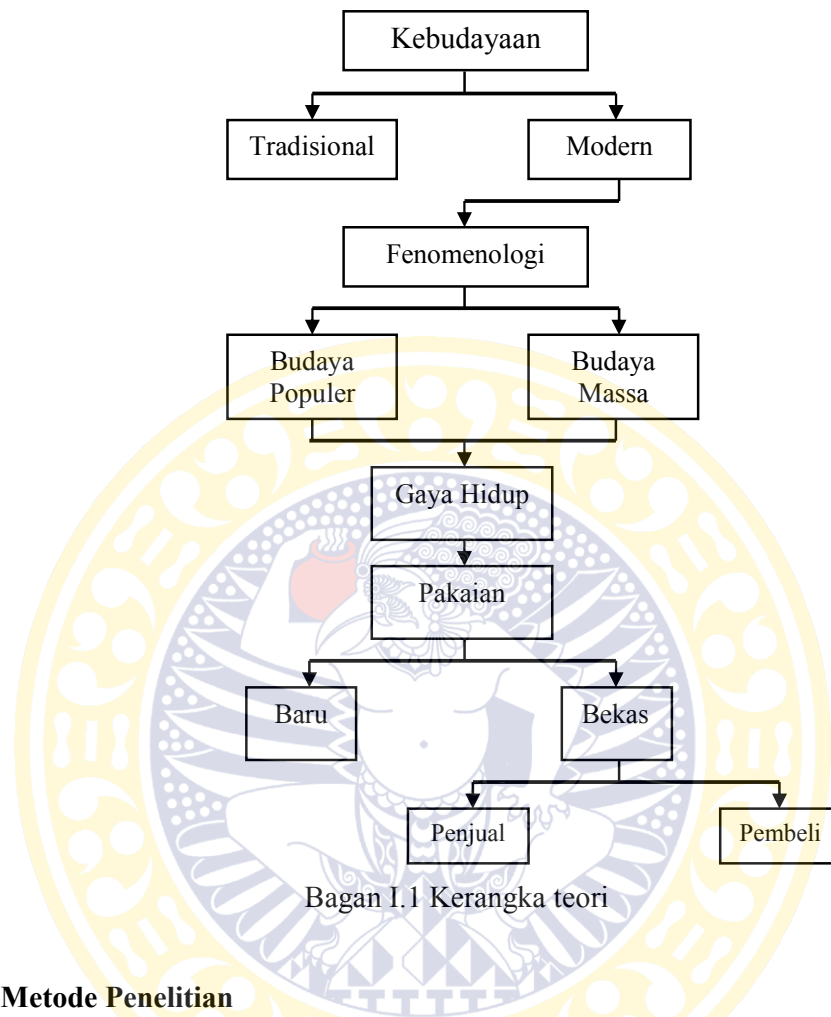 Kebudayaan
Tradisional
Modern
Fenomenologi
Budaya
Populer
Budaya
Massa
Gaya Hidup
Pakaian
Baru
Bekas
Penjual
Pembeli
Bagan I.1 Kerangka teori
Metode Penelitian